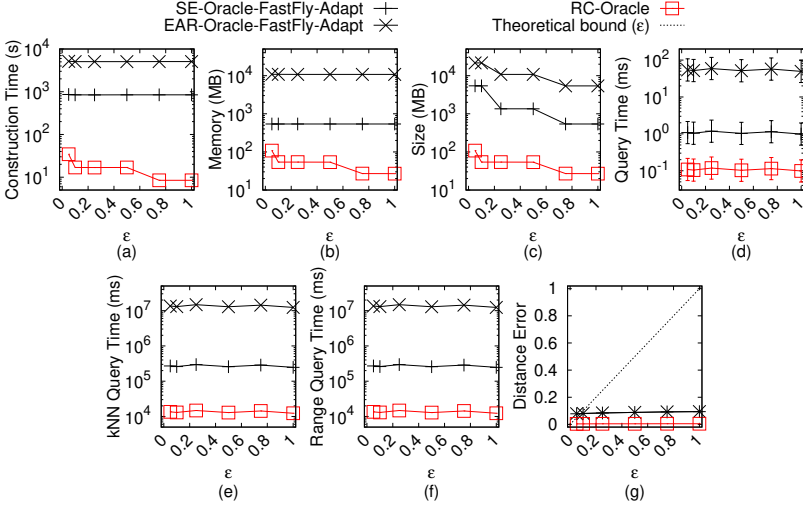 SE-Oracle-FastFly-Adapt
EAR-Oracle-FastFly-Adapt
RC-Oracle
Theoretical bound (ε)
Construction Time (s)
10^4
10^3
10^2
10^1
0
0.2
0.4
0.6
0.8
1
ε
(a)
Memory (MB)
10^4
10^3
10^2
10^1
0
0.2
0.4
0.6
0.8
1
ε
(b)
Size (MB)
10^4
10^3
10^2
10^1
0
0.2
0.4
0.6
0.8
1
ε
(c)
Query Time (ms)
10^2
10^1
10^0
10^-1
0
0.2
0.4
0.6
0.8
1
ε
(d)
kNN Query Time (ms)
10^7
10^6
10^5
10^4
0
0.2
0.4
0.6
0.8
1
ε
(e)
Range Query Time (ms)
10^7
10^6
10^5
10^4
0
0.2
0.4
0.6
0.8
1
ε
(f)
Distance Error
1
0.8
0.6
0.4
0.2
0
0
0.2
0.4
0.6
0.8
1
ε
(g)